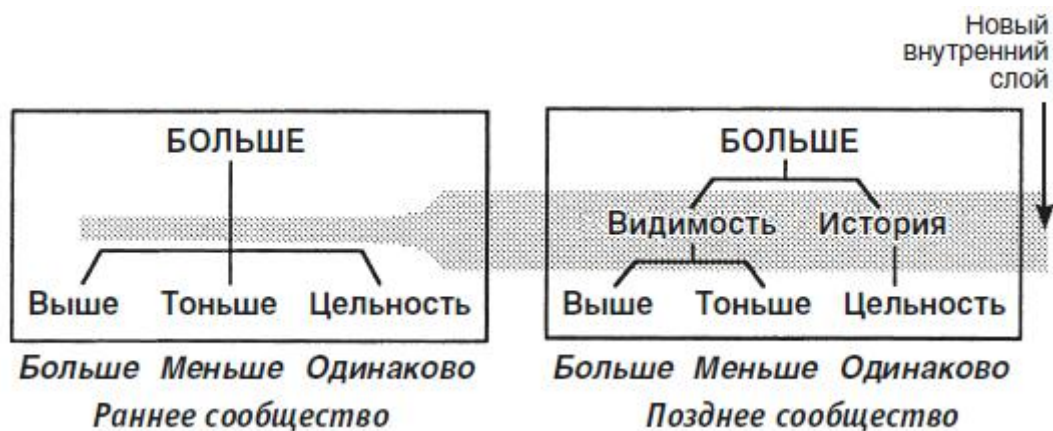 Новый
внутренний
слой
БОЛЬШЕ
Выше Тоньше Цельность
Больше Меньше Одинаково
Раннее сообщество
БОЛЬШЕ
Видимость История
Выше Тоньше Цельность
Больше Меньше Одинаково
Позднее сообщество